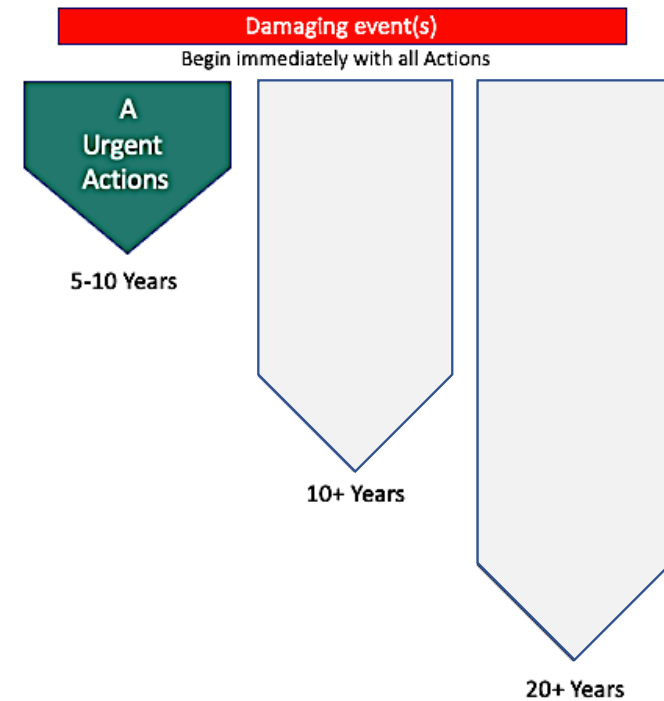 Damaging event(s)
Begin immediately with all Actions
A
Urgent
Actions
5-10 Years
10+ Years
20+ Years